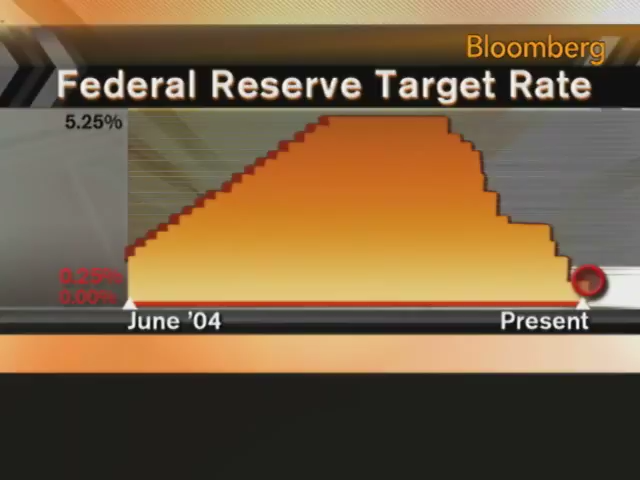 Bloomberg
Federal Reserve Target Rate
5.25%
0.25%
0.00%
June '04
Present